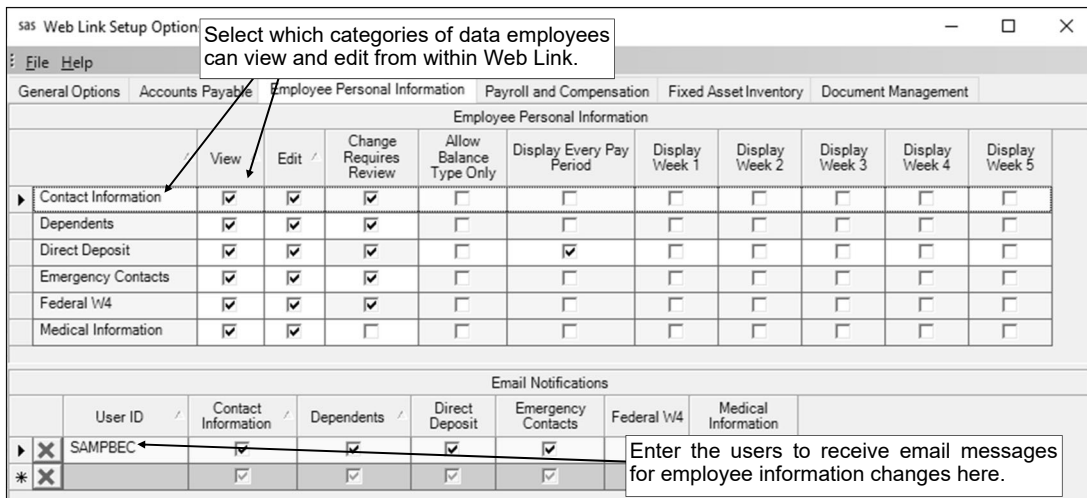 sas Web Link Setup Option
Select which categories of data employees
can view and edit from within Web Link.
File Help
General Options Accounts Payable Employee Personal Information Payroll and Compensation Fixed Asset Inventory Document Management
Employee Personal Information
View Edit Change Requires Review Allow Balance Type Only Display Every Pay Period Display Week 1 Display Week 2 Display Week 3 Display Week 4 Display Week 5
Contact Information
Dependents
Direct Deposit
Emergency Contacts
Federal W4
Medical Information
Email Notifications
User ID Contact Information Dependents Direct Deposit Emergency Contacts Federal W4 Medical Information
SAMPBEC
Enter the users to receive email messages
for employee information changes here.